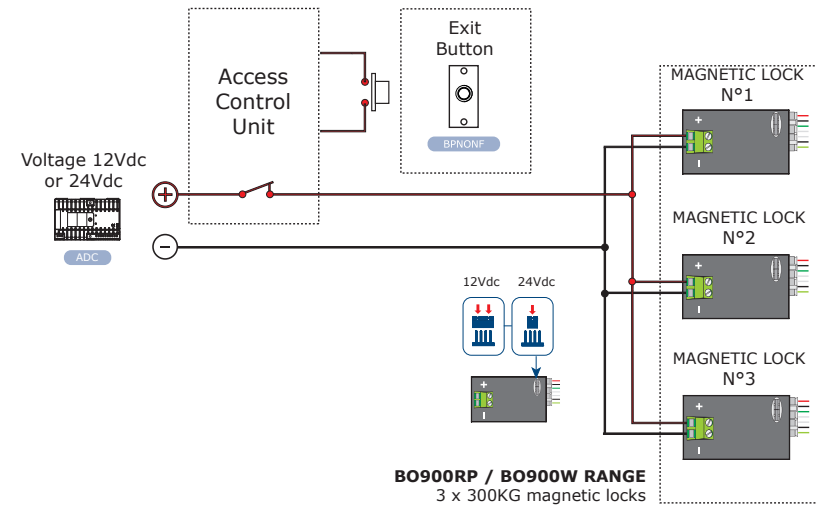 Exit
Button
BPNONF
Access
Control
Unit
Voltage 12Vdc
or 24Vdc
ADC
+
−
MAGNETIC LOCK
N°1
+
−
MAGNETIC LOCK
N°2
+
−
MAGNETIC LOCK
N°3
+
−
12Vdc 24Vdc
+
−
BO900RP / BO900W RANGE
3 x 300KG magnetic locks